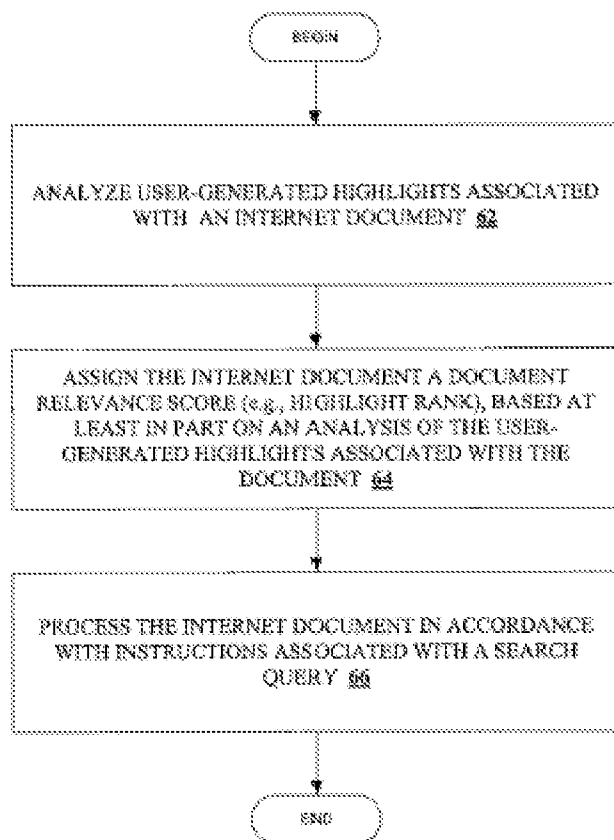 BEGIN
ANALYZE USER-GENERATED HIGHLIGHTS ASSOCIATED
WITH AN INTERNET DOCUMENT 62
ASSIGN THE INTERNET DOCUMENT A DOCUMENT
RELEVANCE SCORE (e.g., HIGHLIGHT RANK), BASED AT
LEAST IN PART ON AN ANALYSIS OF THE USER-
GENERATED HIGHLIGHTS ASSOCIATED WITH THE
DOCUMENT 64
PROCESS THE INTERNET DOCUMENT IN ACCORDANCE
WITH INSTRUCTIONS ASSOCIATED WITH A SEARCH
QUERY 66
END